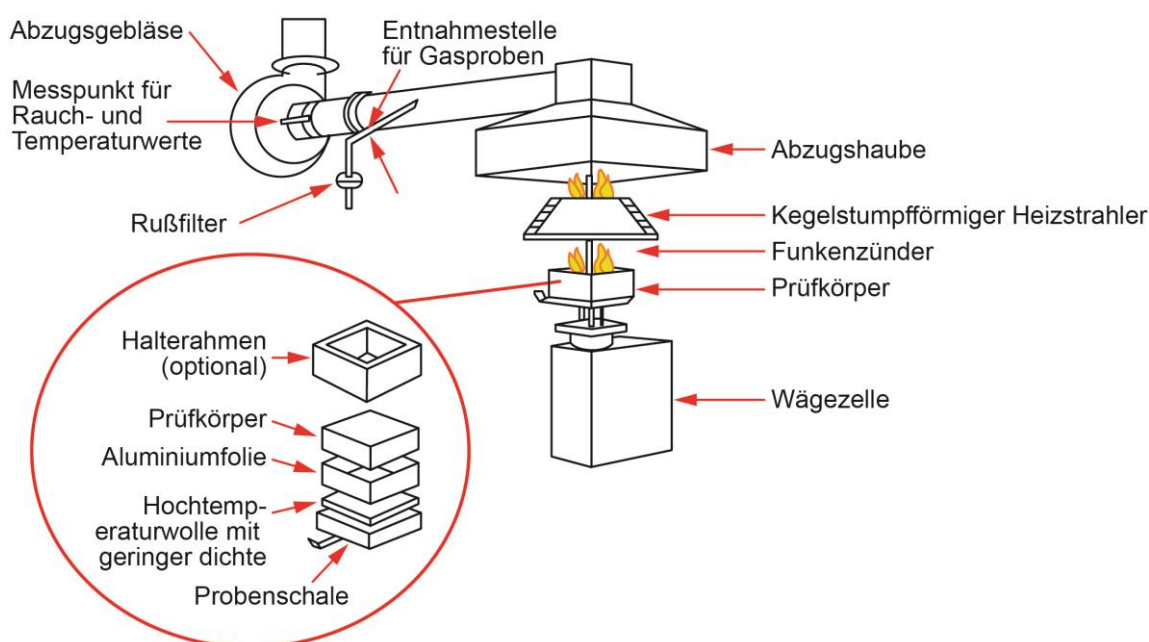 Abzugsgebläse
Messpunkt für
Rauch- und
Temperaturwerte
Entnahmestelle
für Gasproben
Rußfilter
Abzugshaube
Kegelstumpfförmiger Heizstrahler
Funkenzünder
Prüfkörper
Wägezelle
Halterahmen
(optional)
Prüfkörper
Aluminiumfolie
Hochtemp-
eraturwolle mit
geringer dichte
Probenschale